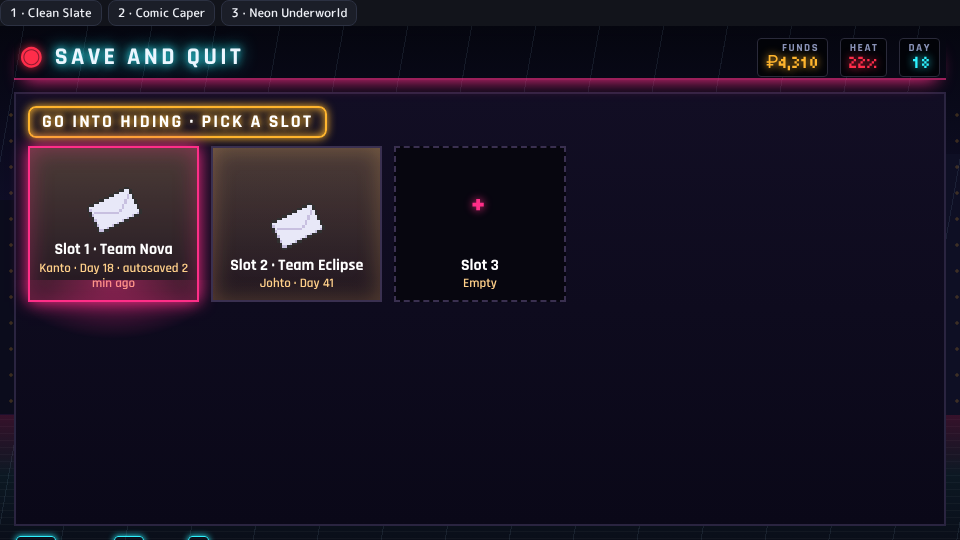 1 · Clean Slate
2 · Comic Caper
3 · Neon Underworld
SAVE AND QUIT
FUNDS
₽4,310
HEAT
22%
DAY
18
GO INTO HIDING · PICK A SLOT
Slot 1 · Team Nova
Kanto · Day 18 · autosaved 2
min ago
Slot 2 · Team Eclipse
Johto · Day 41
Slot 3
Empty